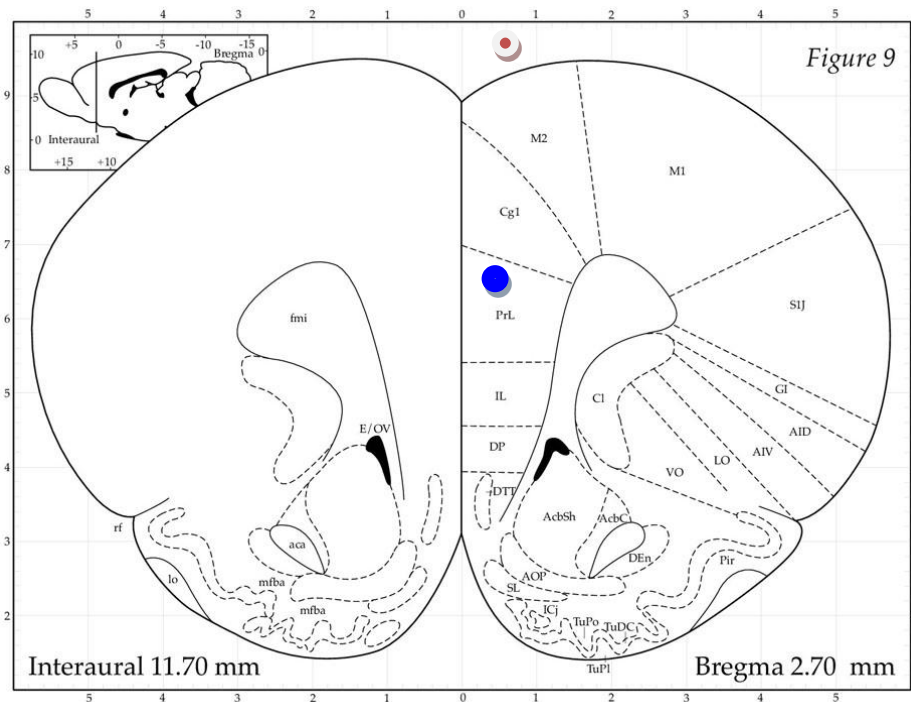 5 4 3 2 1 0 1 2 3 4 5
+5 0 -5 -10 -15
10 Bregma 0
-5
0 Interaural
+15 +10
Figure 9
9
M2
8
M1
Cg1
7
S1J
6
fmi
PrL
5
IL
Cl
GI
E/OV
AID
DP
AIV
LO
4
VO
DTT
AcbSh
AcbC
rf
3
aca
DEn
Pir
AOP
lo
mfba
SL
mfba
ICj
2
TuPo
TuDC
TuPl
Interaural 11.70 mm
Bregma 2.70 mm
5 4 3 2 1 0 1 2 3 4 5